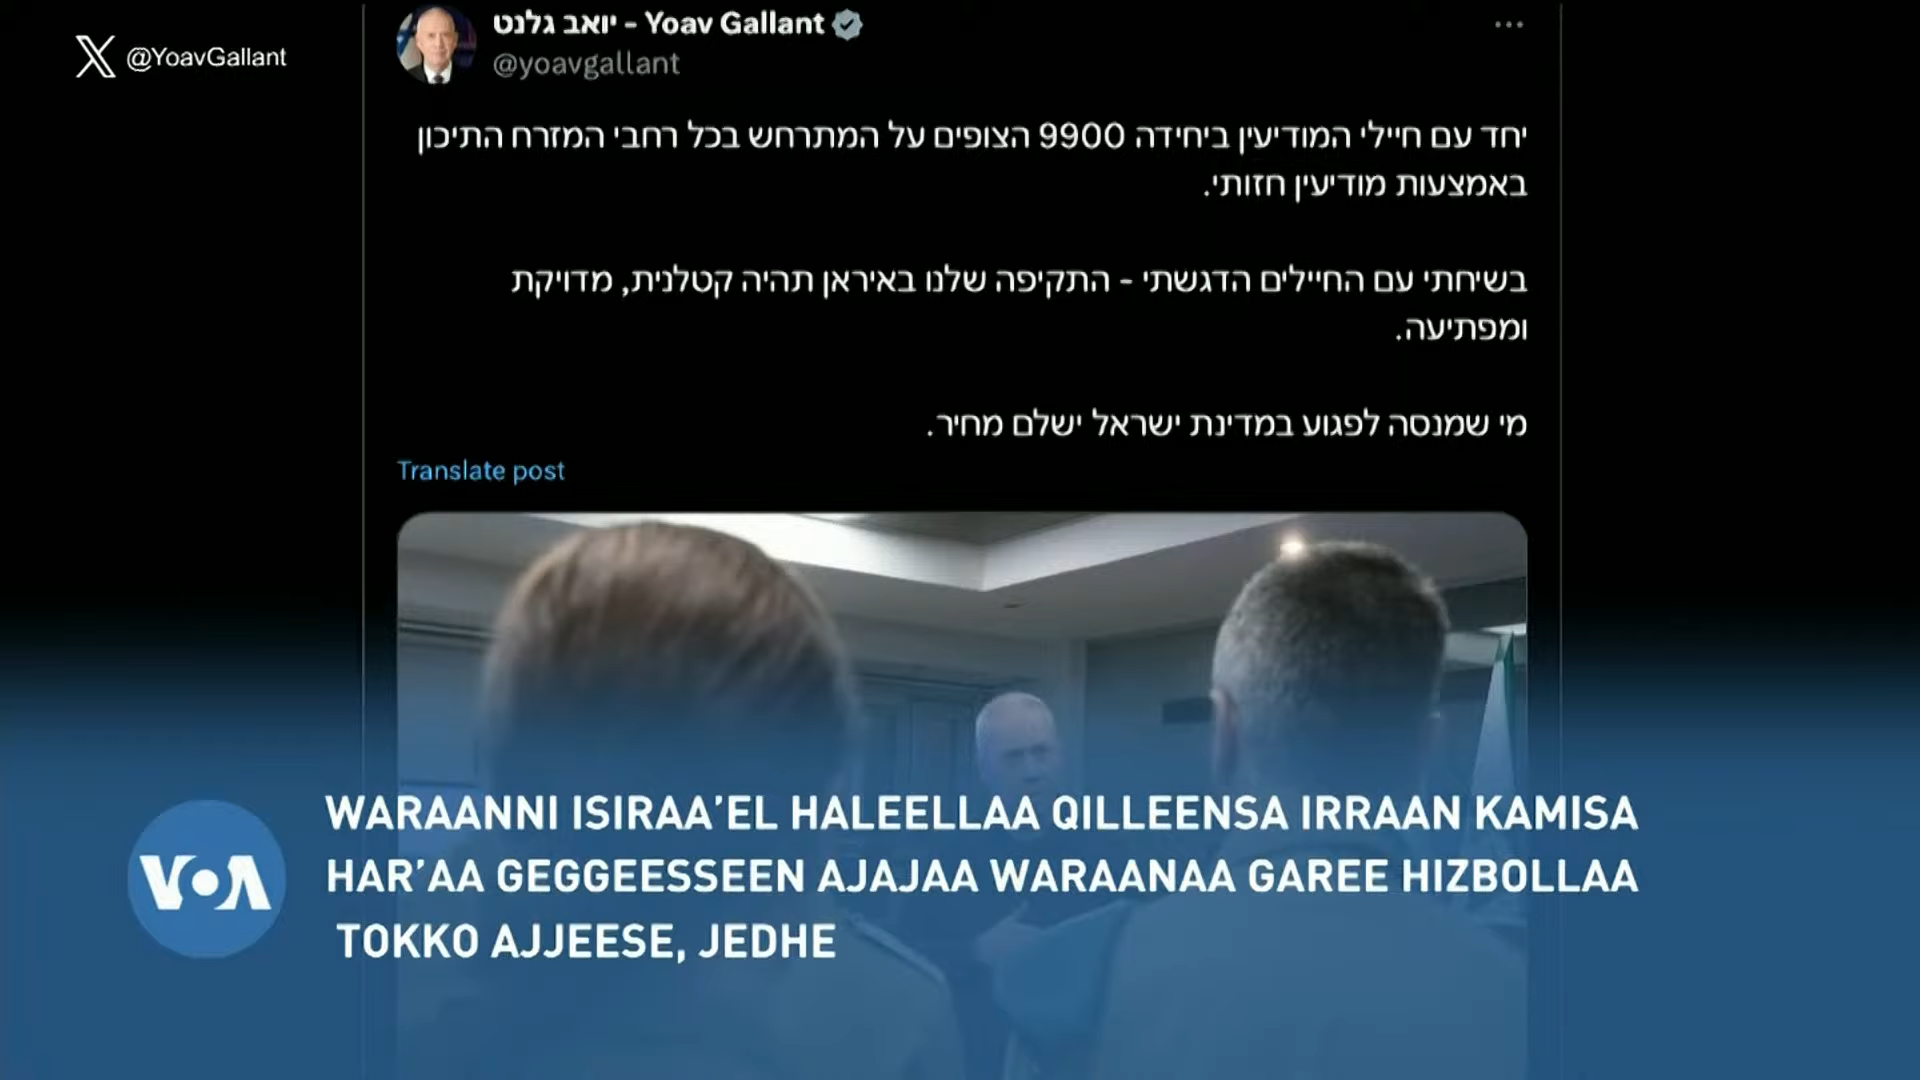 @YoavGallant
יואב גלנט - Yoav Gallant
@yoavgallant
יחד עם חיילי המודיעין ביחידה 9900 הצופים על המתרחש בכל רחבי המזרח התיכון
באמצעות מודיעין חזותי.
בשיחתי עם החיילים הדגשתי - התקיפה שלנו באיראן תהיה קטלנית, מדויקת
ומפתיעה.
מי שמנסה לפגוע במדינת ישראל ישלם מחיר.
Translate post
VOA
WARAANNI ISIRAA’EL HALEELLAA QILLEENSA IRRAAN KAMISA
HAR’AA GEGGEESSEEN AJAJAA WARAANAA GAREE HIZBOLLAA
TOKKO AJJEESE, JEDHE